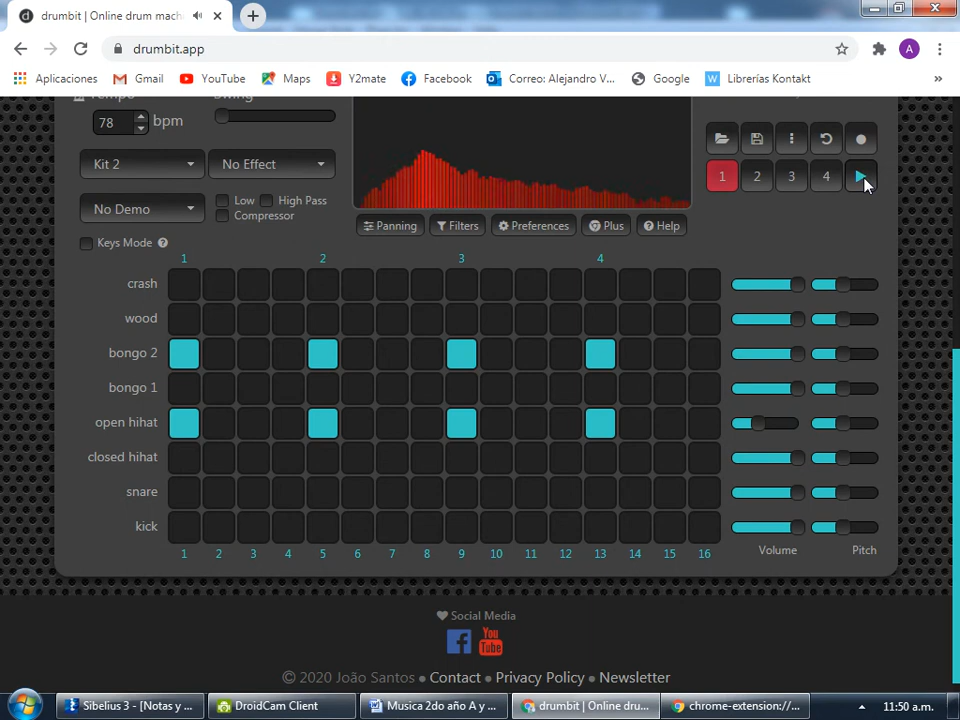 drumbit | Online drum mach
drumbit.app
A
Aplicaciones
Gmail
YouTube
Maps
Y2mate
Facebook
Correo: Alejandro V...
Google
Librerías Kontakt
»
Tempo
Swing
78 bpm
Kit 2
No Effect
No Demo
Low
High Pass
Compressor
Keys Mode
1 2 3 4
Panning
Filters
Preferences
Plus
Help
1 2 3 4
crash
wood
bongo 2
bongo 1
open hihat
closed hihat
snare
kick
1 2 3 4 5 6 7 8 9 10 11 12 13 14 15 16
Volume
Pitch
Social Media
You Tube
© 2020 João Santos ● Contact ● Privacy Policy ● Newsletter
Sibelius 3 - [Notas y ...
DroidCam Client
Musica 2do año A y ...
drumbit | Online dru...
chrome-extension://...
11:50 a.m.